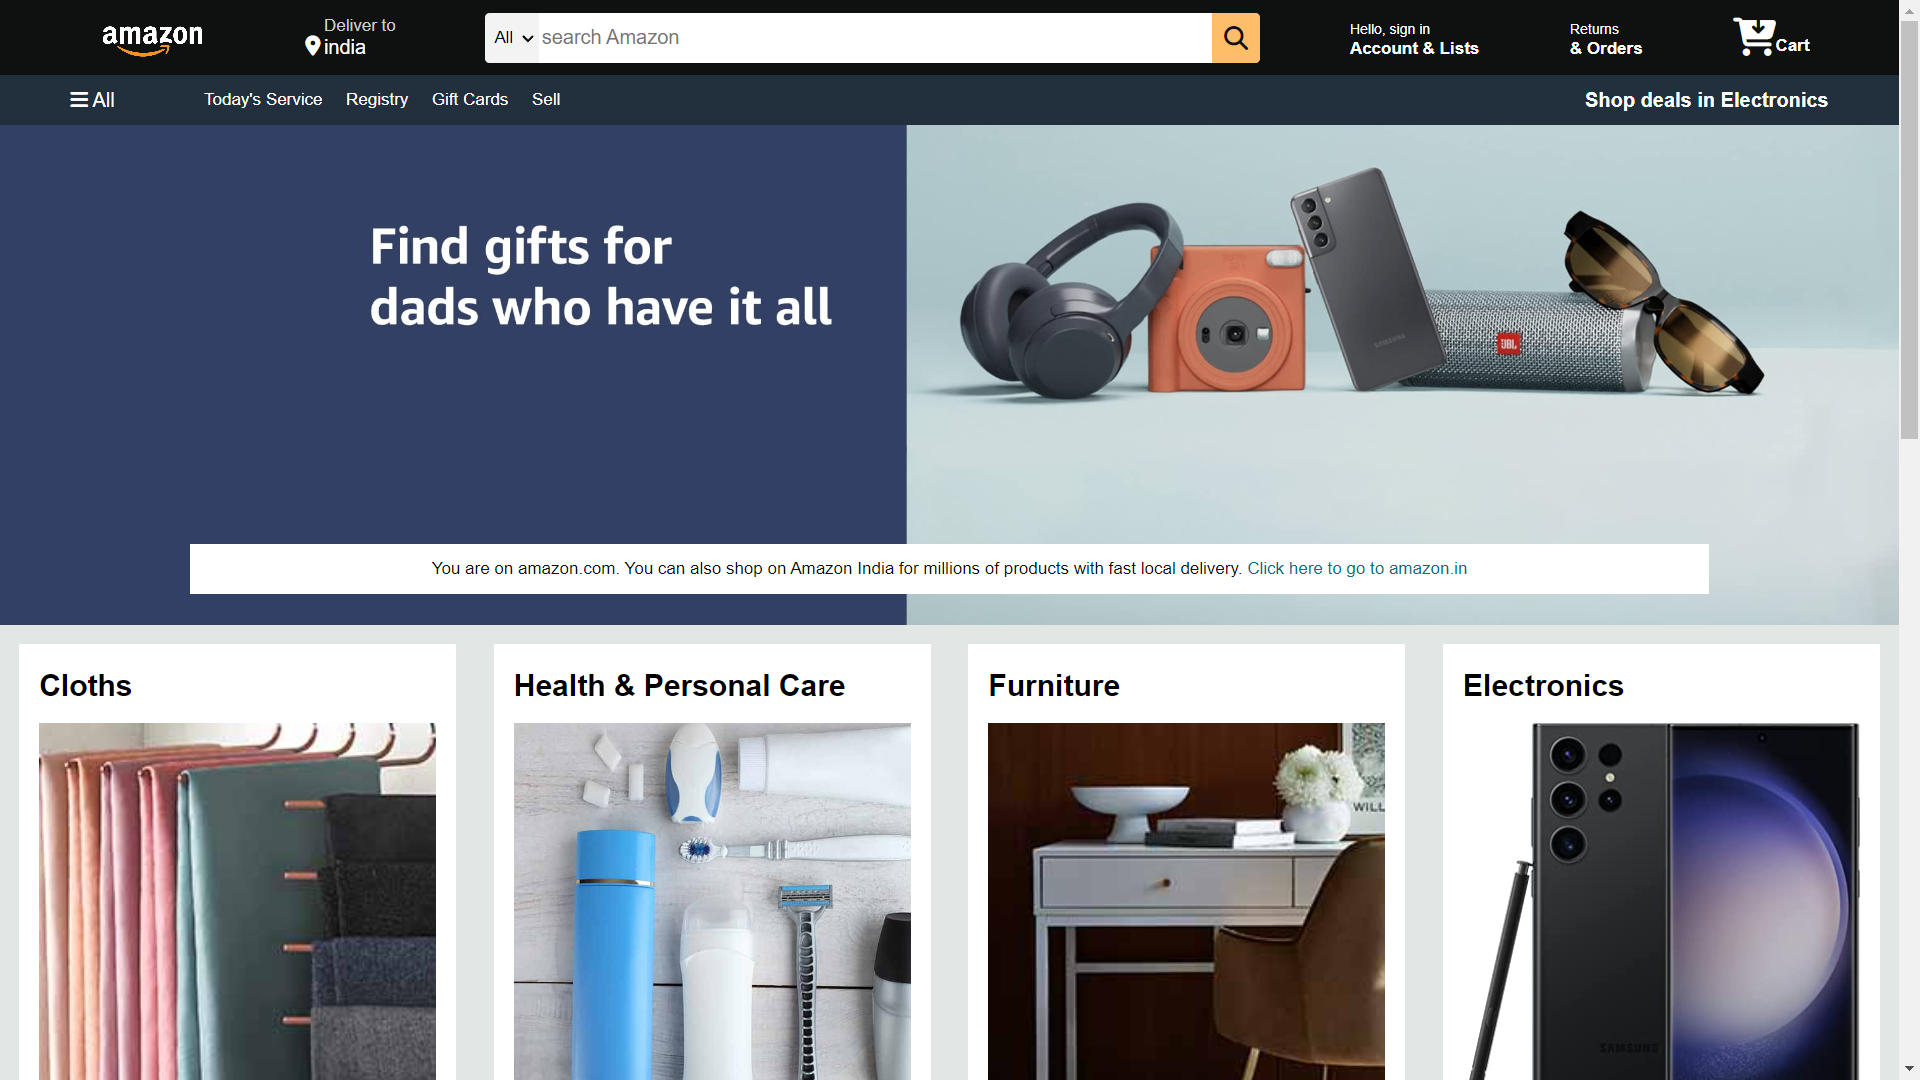 amazon
Deliver to
india
All
search Amazon
Hello, sign in
Account & Lists
Returns
& Orders
Cart
All
Today's Service
Registry
Gift Cards
Sell
Shop deals in Electronics
Find gifts for
dads who have it all
SAMSUNG
JBL
You are on amazon.com. You can also shop on Amazon India for millions of products with fast local delivery. Click here to go to amazon.in
Cloths
Health & Personal Care
Furniture
Electronics
WILL
SAMSUNG